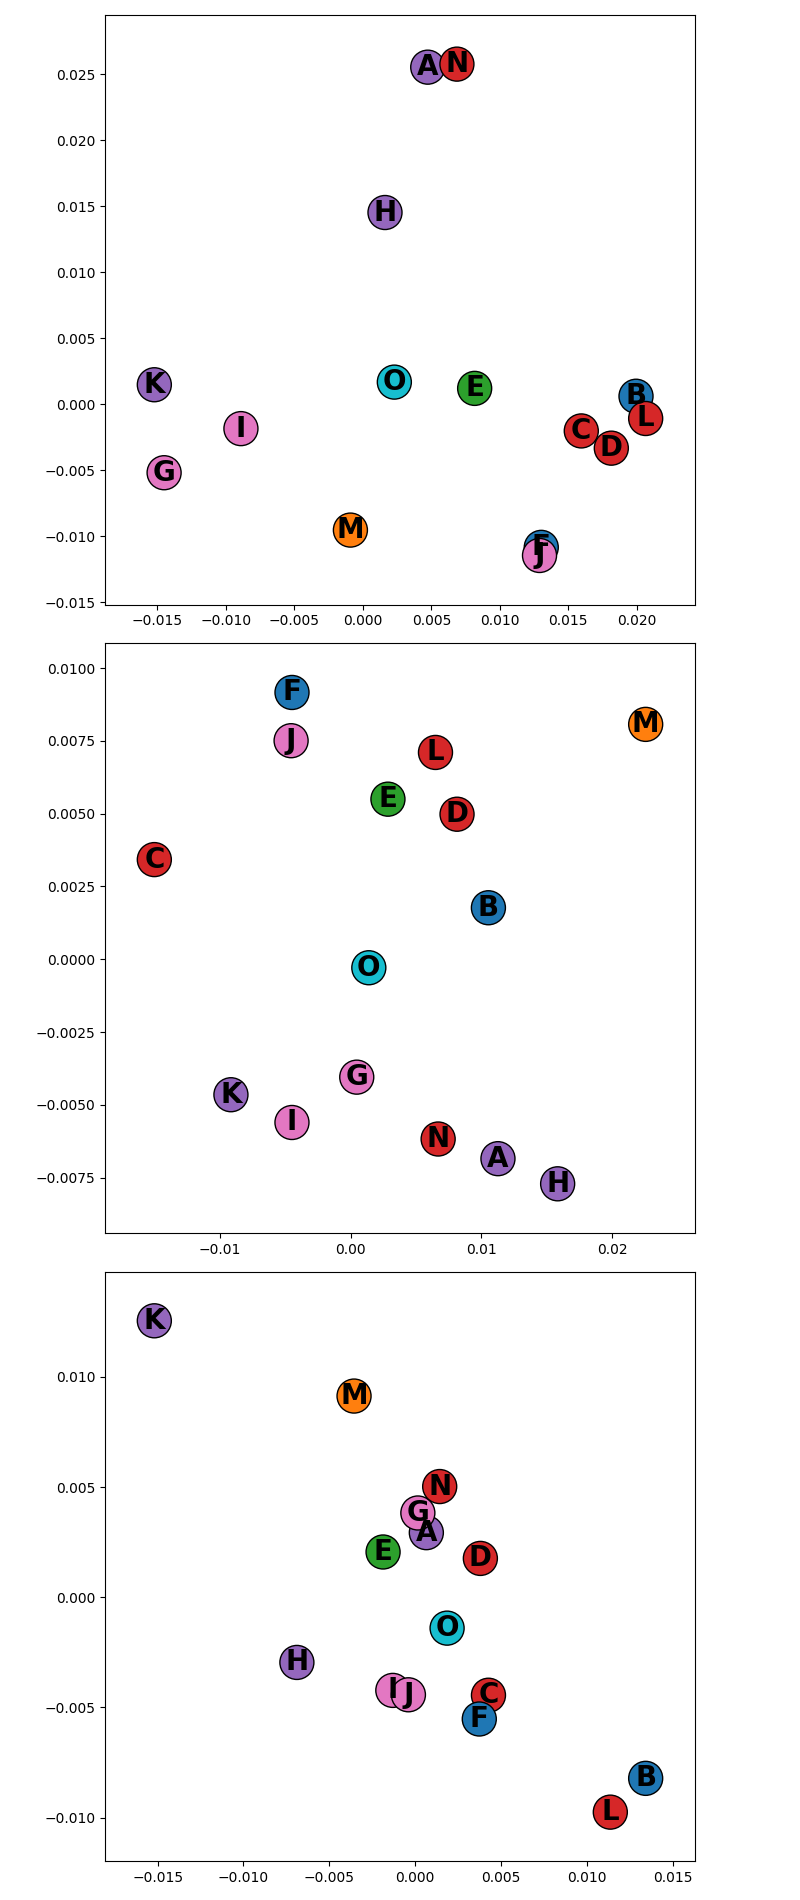 0.025
A N
0.020
0.015
H
0.010
0.005
K O E B
0.000
I C D L
G
−0.005
M F
−0.010
J
−0.015
−0.015 −0.010 −0.005 0.000 0.005 0.010 0.015 0.020
0.0100
F
M
0.0075
J L
E
0.0050
D
C
0.0025
B
0.0000
O
−0.0025
G
K
−0.0050
I
N
A
−0.0075
H
−0.01 0.00 0.01 0.02
K
0.010
M
0.005
N
G
A
E D
0.000
O
H
I J C
−0.005
F
B
L
−0.010
−0.015 −0.010 −0.005 0.000 0.005 0.010 0.015